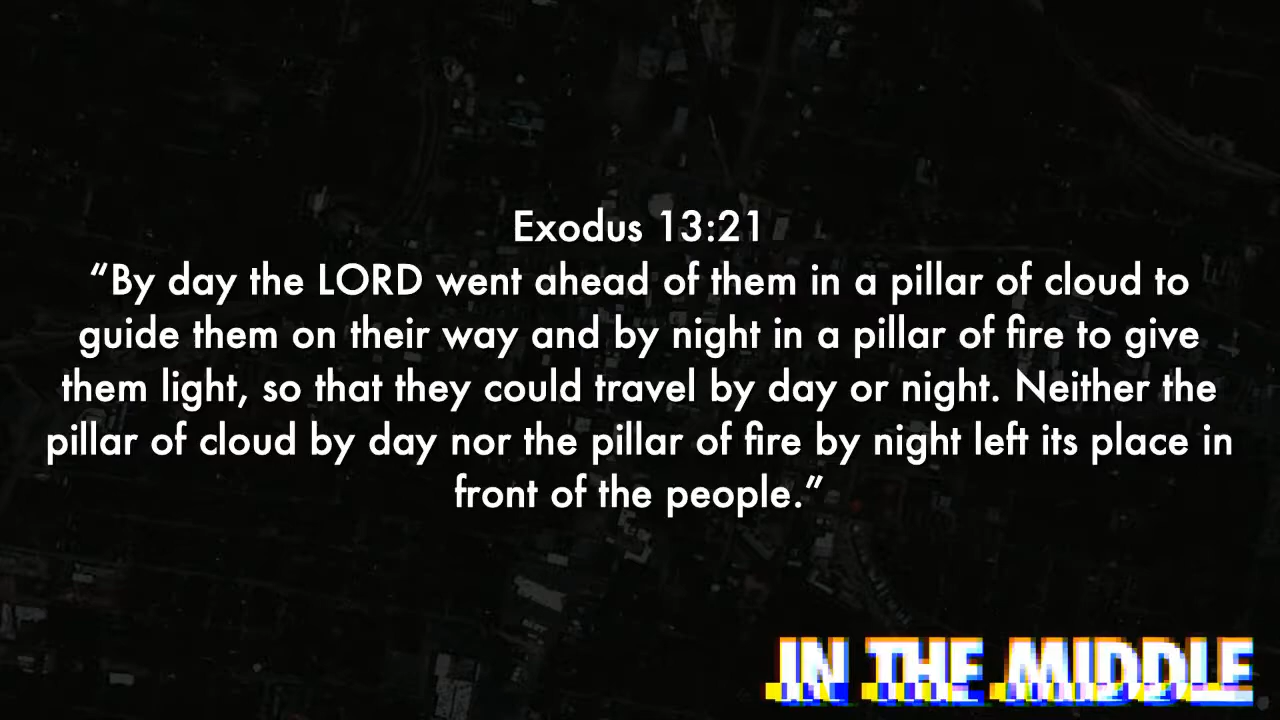 Exodus 13:21
“By day the LORD went ahead of them in a pillar of cloud to
guide them on their way and by night in a pillar of fire to give
them light, so that they could travel by day or night. Neither the
pillar of cloud by day nor the pillar of fire by night left its place in
front of the people.”
IN THE MIDDLE